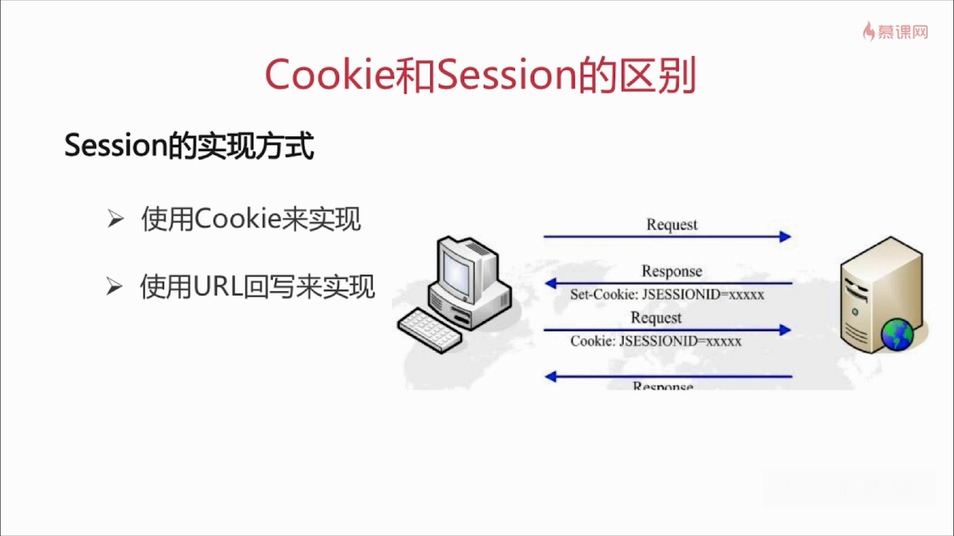 慕课网
Cookie和Session的区别
Session的实现方式
使用Cookie来实现
使用URL回写来实现
Request
Response
Set-Cookie: JSESSIONID=xxxxx
Request
Cookie: JSESSIONID=xxxxx
Response